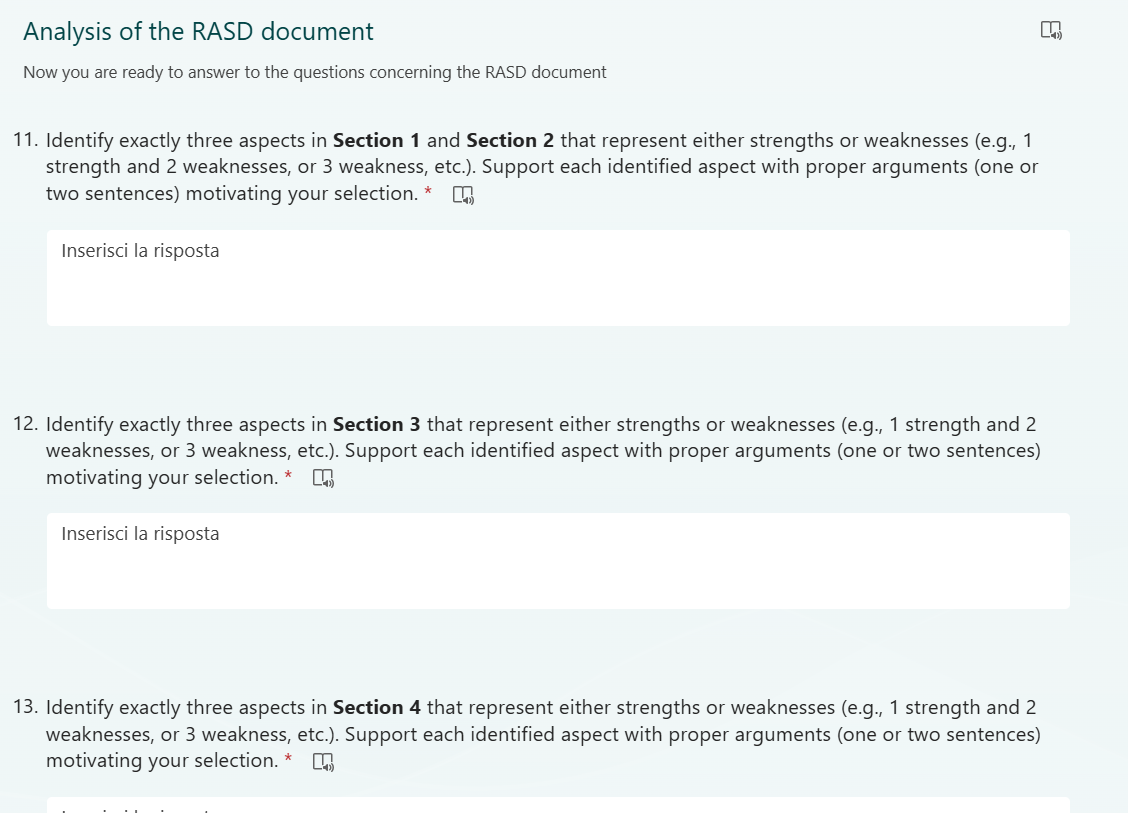 Analysis of the RASD document
Now you are ready to answer to the questions concerning the RASD document
11. Identify exactly three aspects in Section 1 and Section 2 that represent either strengths or weaknesses (e.g., 1
strength and 2 weaknesses, or 3 weakness, etc.). Support each identified aspect with proper arguments (one or
two sentences) motivating your selection. *
Inserisci la risposta
12. Identify exactly three aspects in Section 3 that represent either strengths or weaknesses (e.g., 1 strength and 2
weaknesses, or 3 weakness, etc.). Support each identified aspect with proper arguments (one or two sentences)
motivating your selection. *
Inserisci la risposta
13. Identify exactly three aspects in Section 4 that represent either strengths or weaknesses (e.g., 1 strength and 2
weaknesses, or 3 weakness, etc.). Support each identified aspect with proper arguments (one or two sentences)
motivating your selection. *